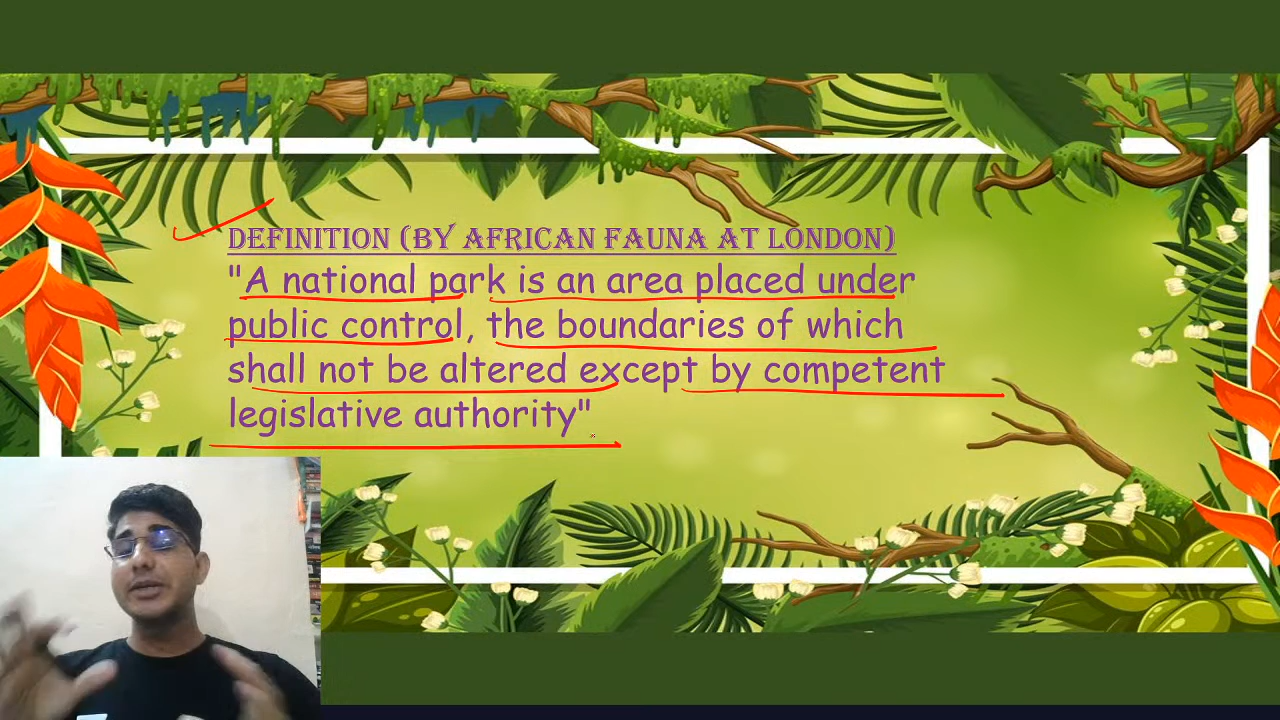 DEFINITION (BY AFRICAN FAUNA AT LONDON)
"A national park is an area placed under
public control, the boundaries of which
shall not be altered except by competent
legislative authority"